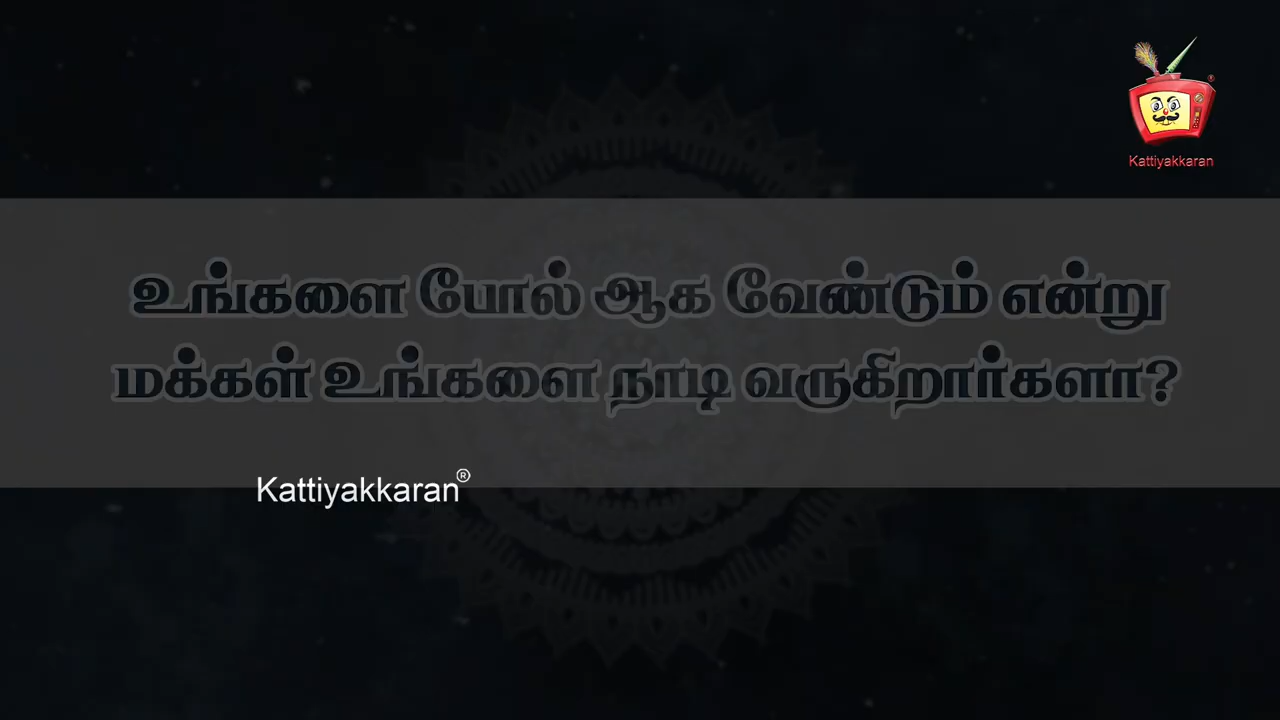 Kattiyakkaran
உங்களை போல் ஆக வேண்டும் என்று
மக்கள் உங்களை நாடி வருகிறார்களா?
Kattiyakkaran®